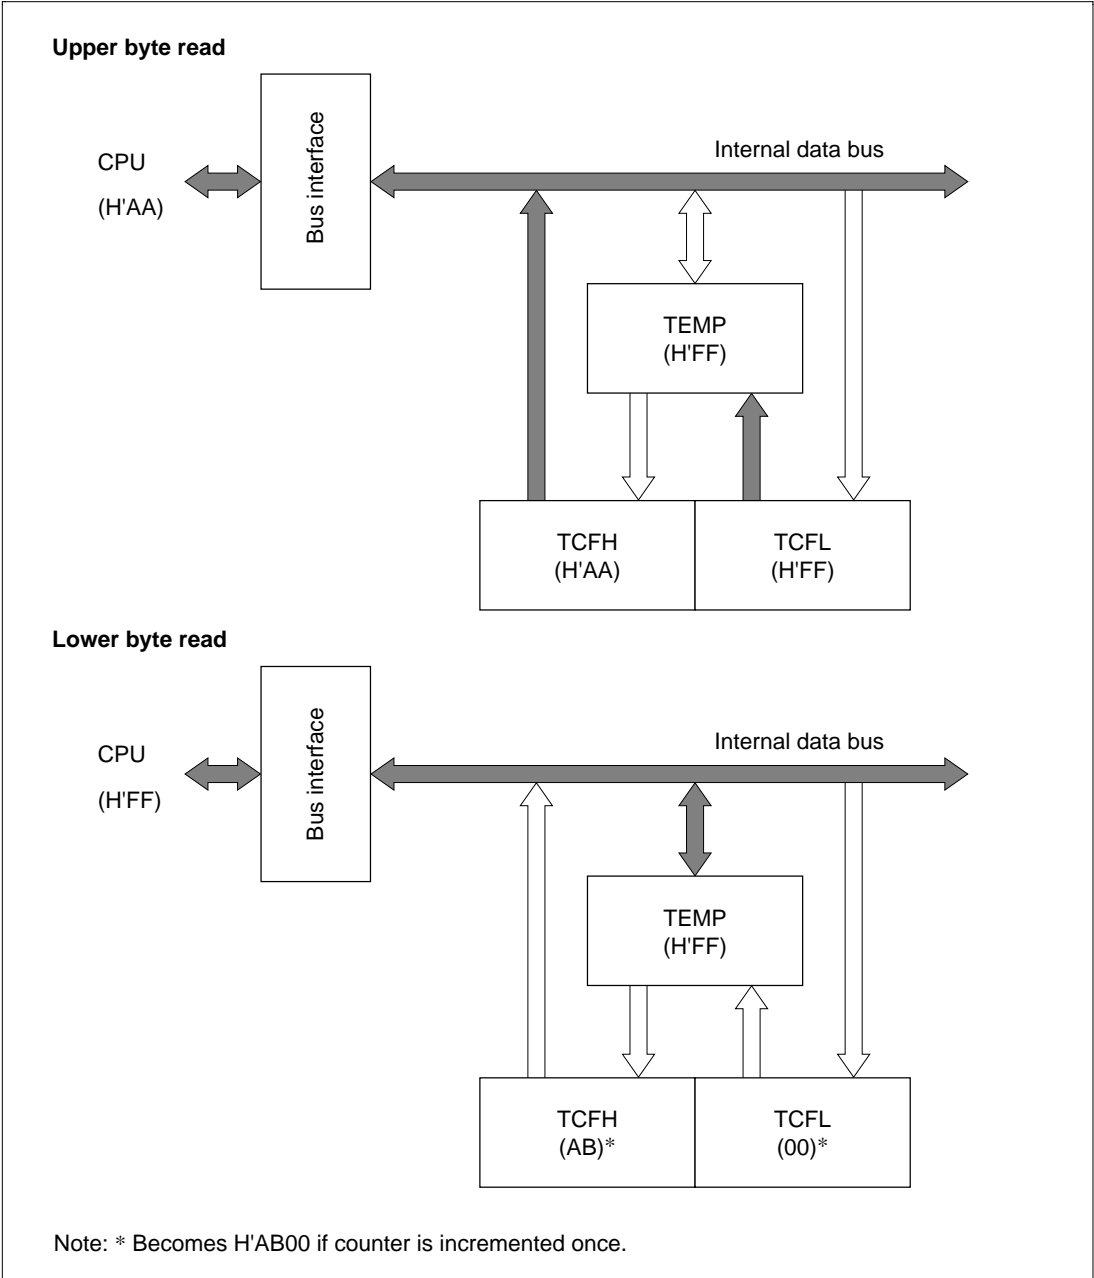 Upper byte read
Bus interface
CPU
(H'AA)
Internal data bus
TEMP
(H'FF)
TCFH
(H'AA)
TCFL
(H'FF)
Lower byte read
Bus interface
CPU
(H'FF)
Internal data bus
TEMP
(H'FF)
TCFH
(AB)*
TCFL
(00)*
Note: * Becomes H'AB00 if counter is incremented once.